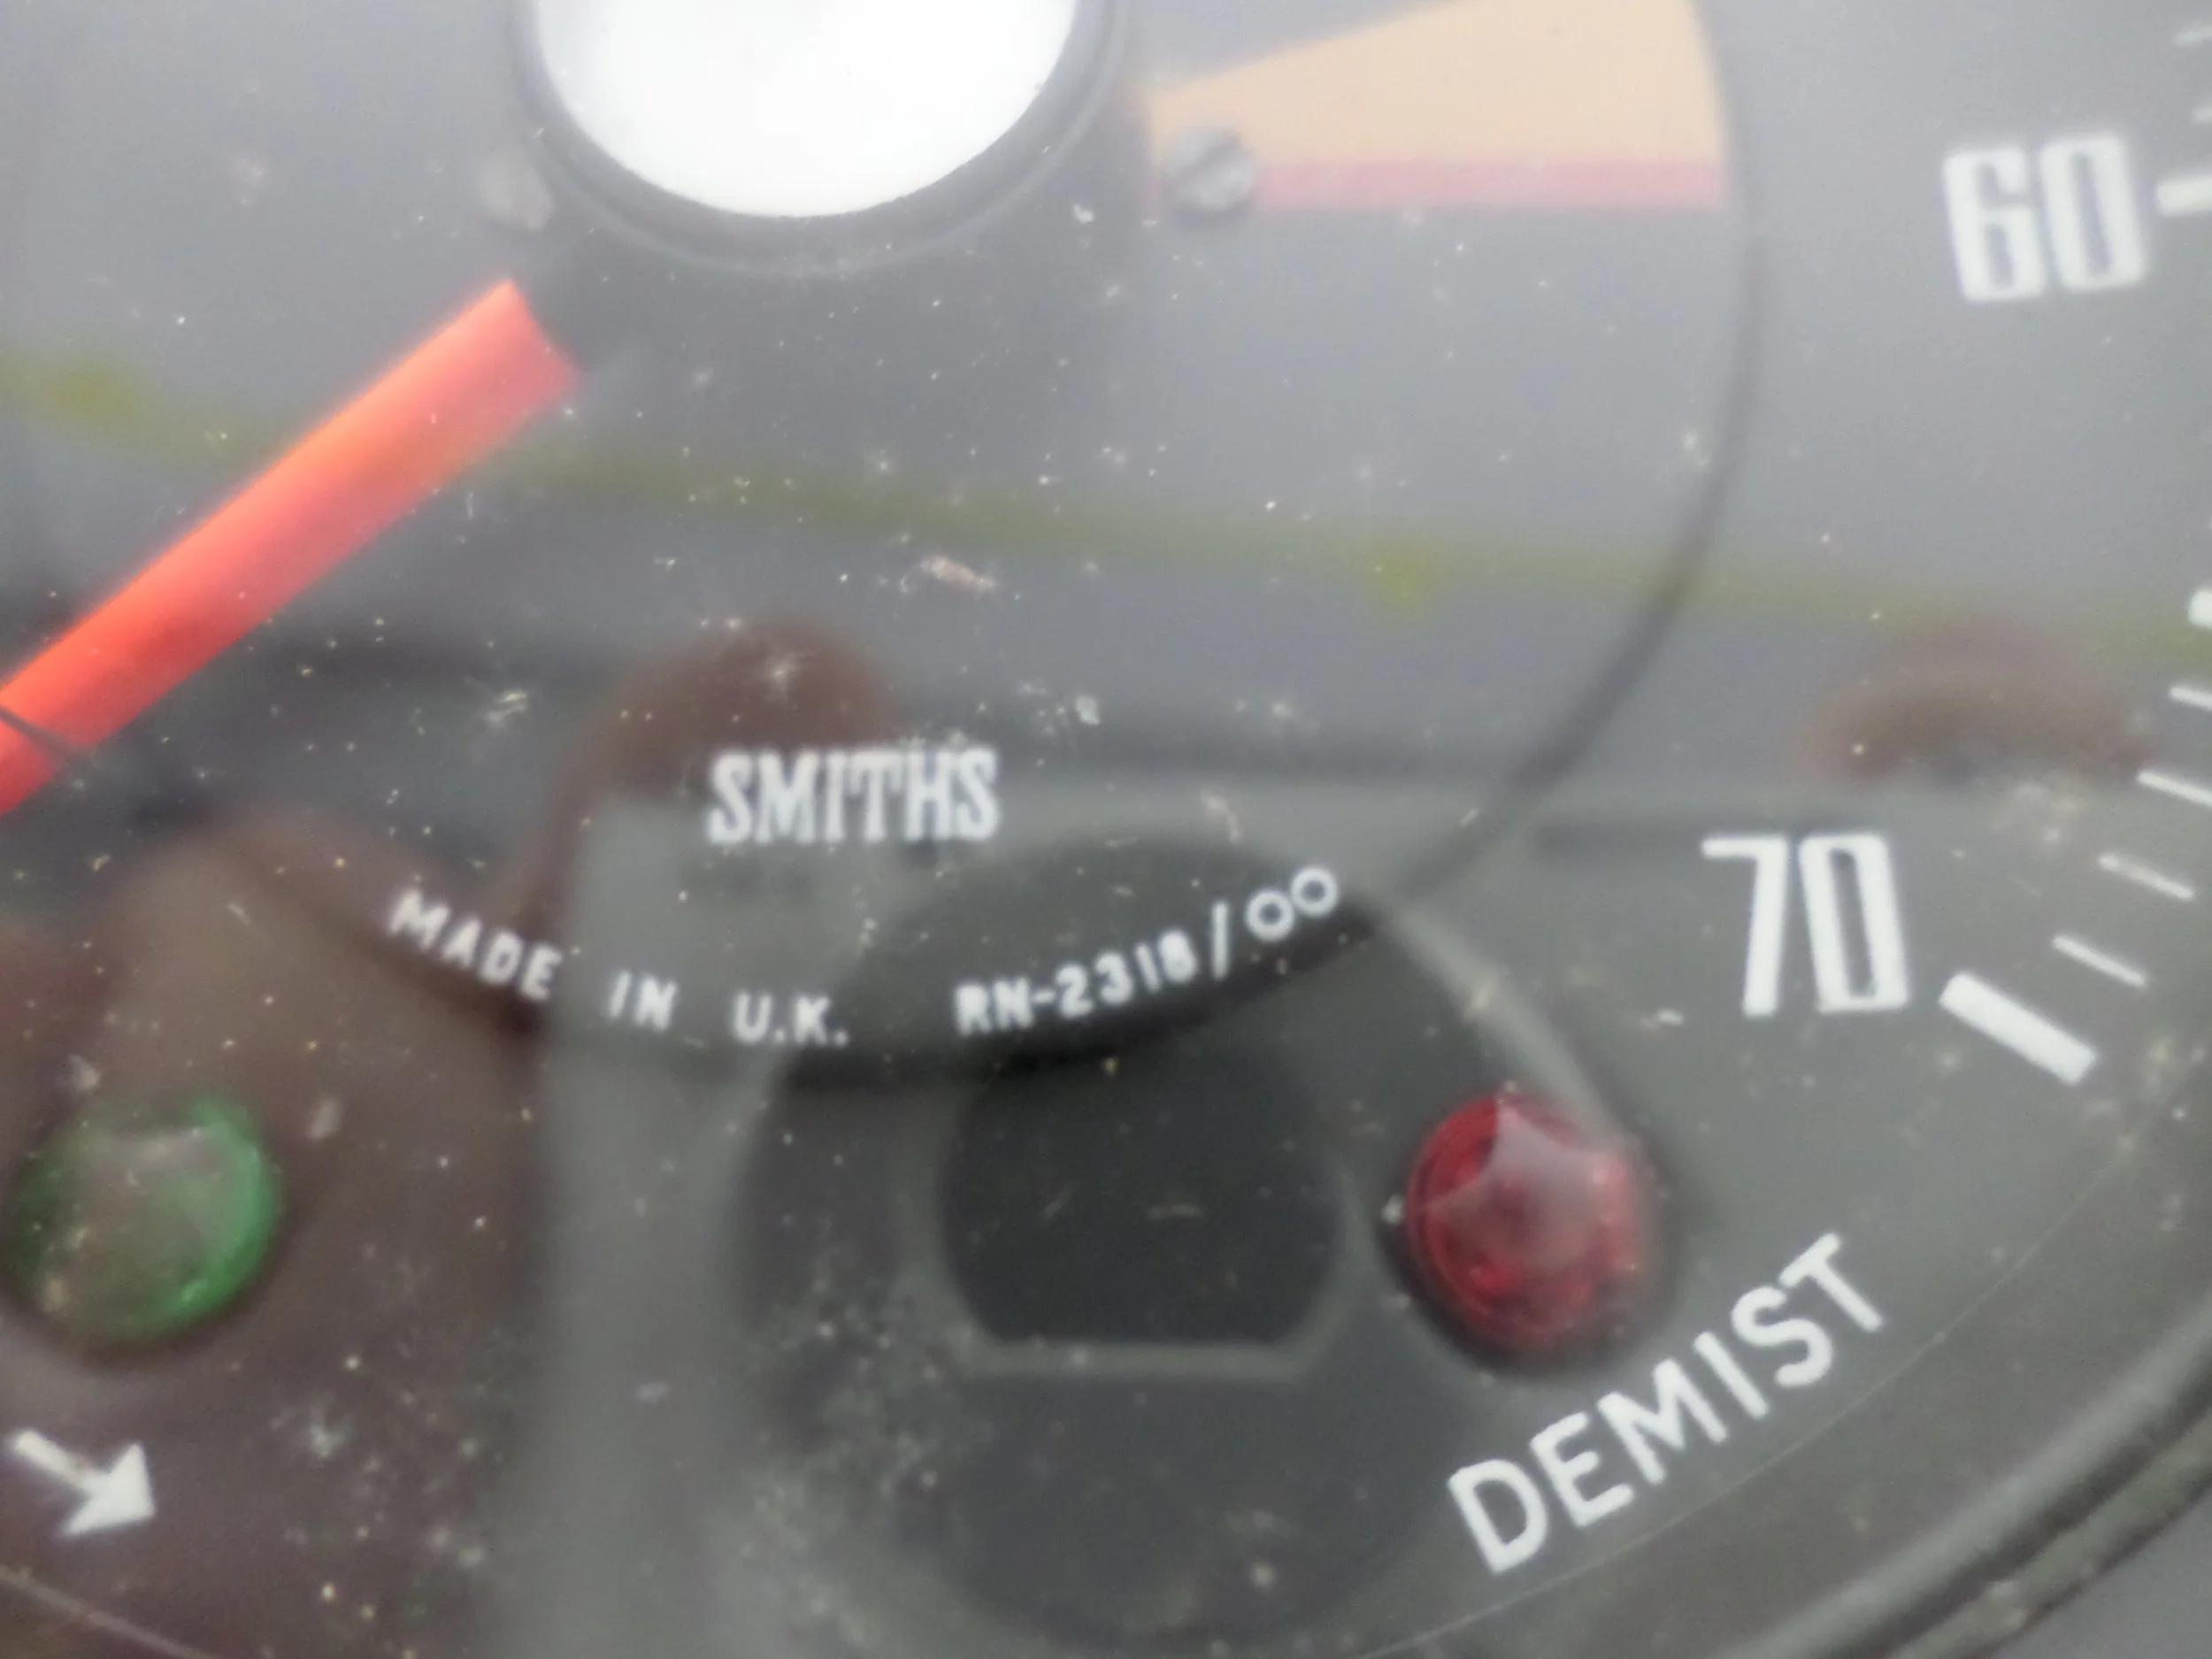 60
SMITHS
70
MADE IN U.K. RN-2318/00
DEMIST